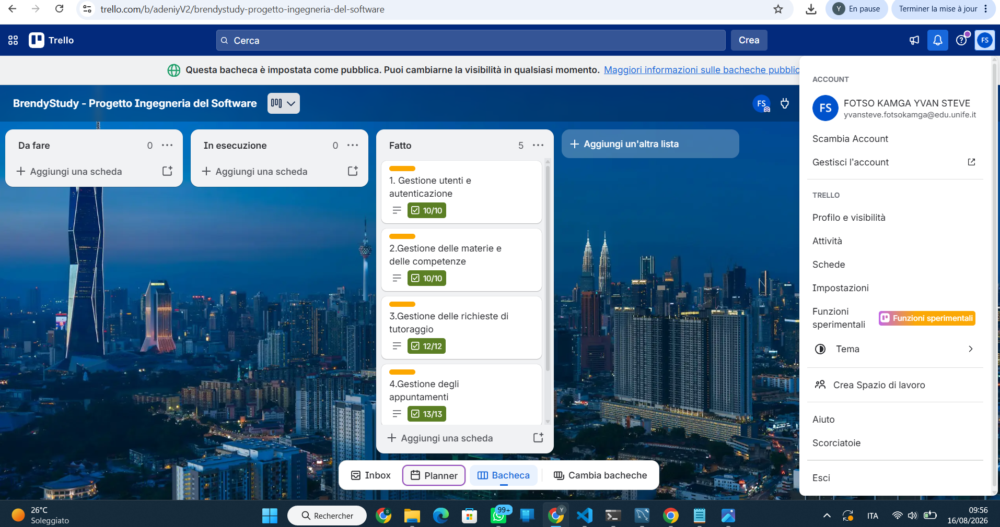 trello.com/b/adeniyV2/brendystudy-progetto-ingegneria-del-software
Y
En pause
Terminer la mise à jour
Trello
Cerca
Crea
FS
Questa bacheca è impostata come pubblica. Puoi cambiarne la visibilità in qualsiasi momento. Maggiori informazioni sulle bacheche pubblic
BrendyStudy - Progetto Ingegneria del Software
FS
Da fare
0
Aggiungi una scheda
In esecuzione
0
Aggiungi una scheda
Fatto
5
1. Gestione utenti e
autenticazione
10/10
2.Gestione delle materie e
delle competenze
10/10
3.Gestione delle richieste di
tutoraggio
12/12
4.Gestione degli
appuntamenti
13/13
Aggiungi una scheda
Aggiungi un'altra lista
ACCOUNT
FS
FOTSO KAMGA YVAN STEVE
yvansteve.fotsokamga@edu.unife.it
Scambia Account
Gestisci l'account
TRELLO
Profilo e visibilità
Attività
Schede
Impostazioni
Funzioni
sperimentali
Funzioni sperimentali
Tema
Crea Spazio di lavoro
Aiuto
Scorciatoie
Esci
Inbox
Planner
Bacheca
Cambia bacheche
26°C
Soleggiato
Rechercher
S
99+
Y
ITA
09:56
16/08/2026